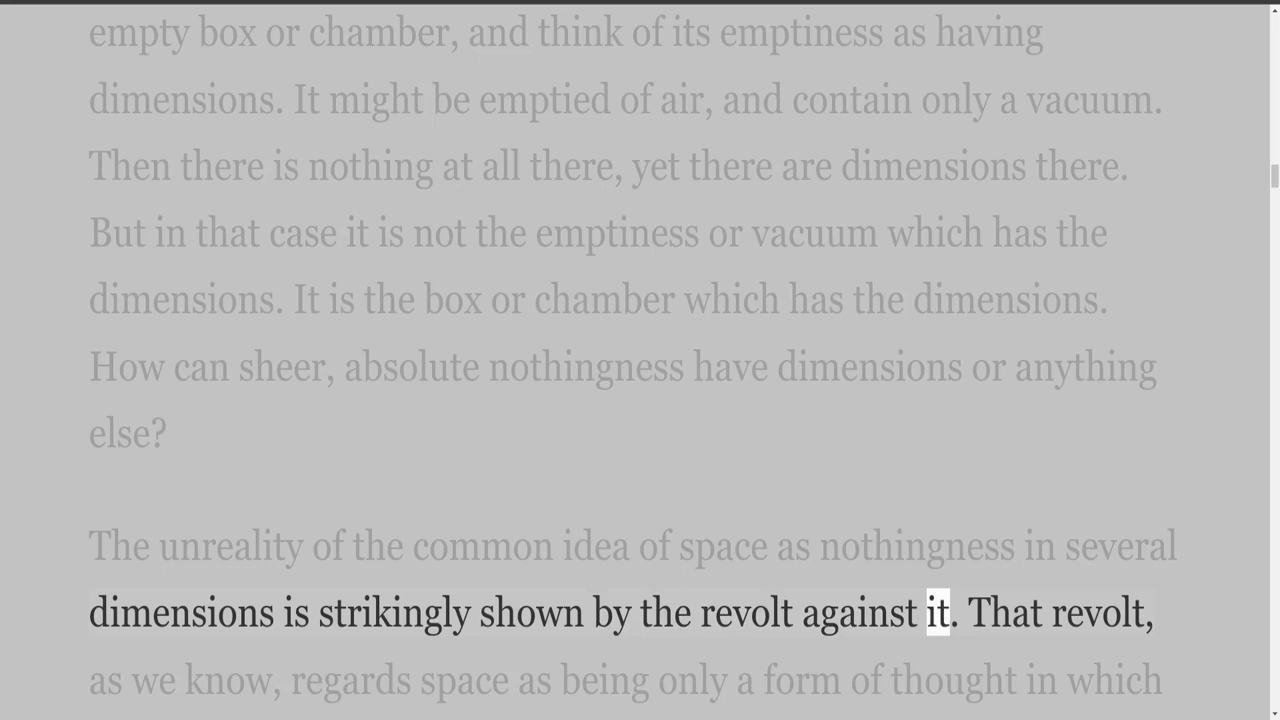 empty box or chamber, and think of its emptiness as having
dimensions. It might be emptied of air, and contain only a vacuum.
Then there is nothing at all there, yet there are dimensions there.
But in that case it is not the emptiness or vacuum which has the
dimensions. It is the box or chamber which has the dimensions.
How can sheer, absolute nothingness have dimensions or anything
else?
The unreality of the common idea of space as nothingness in several
dimensions is strikingly shown by the revolt against it. That revolt,
as we know, regards space as being only a form of thought in which